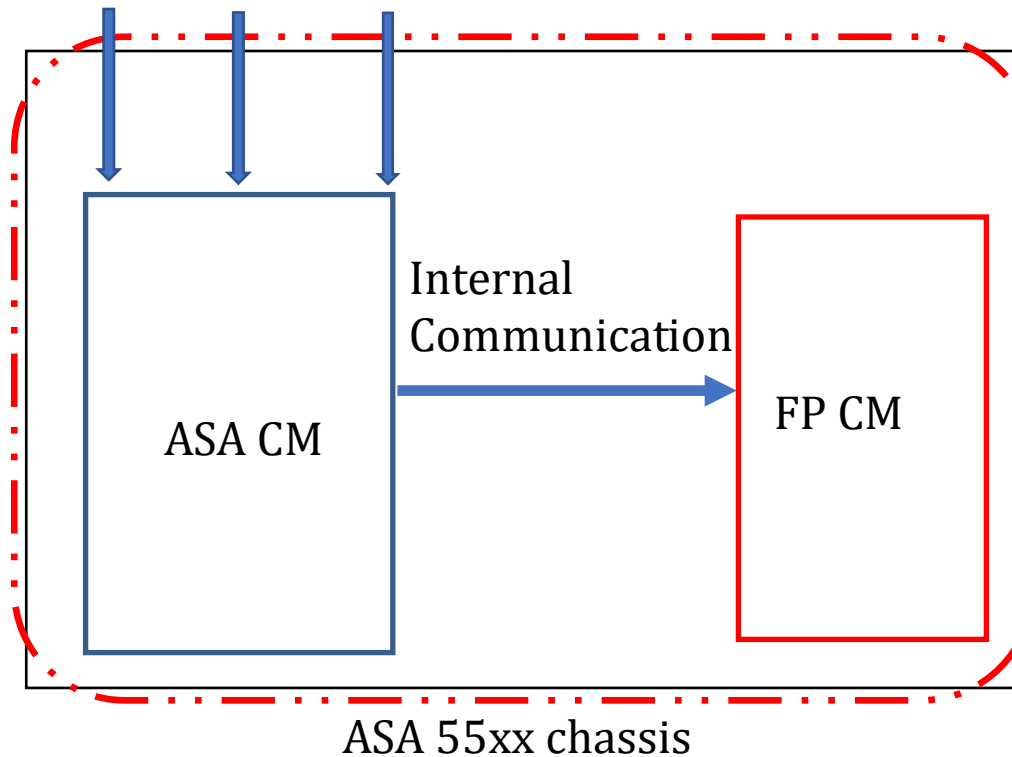 Internal
Communication
ASA CM
FP CM
ASA 55xx chassis